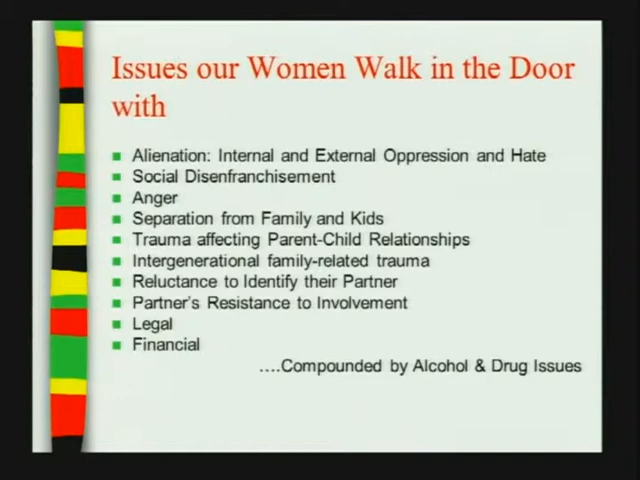 Issues our Women Walk in the Door
with
Alienation: Internal and External Oppression and Hate
Social Disenfranchisement
Anger
Separation from Family and Kids
Trauma affecting Parent-Child Relationships
Intergenerational family-related trauma
Reluctance to Identify their Partner
Partner's Resistance to Involvement
Legal
Financial
....Compounded by Alcohol & Drug Issues